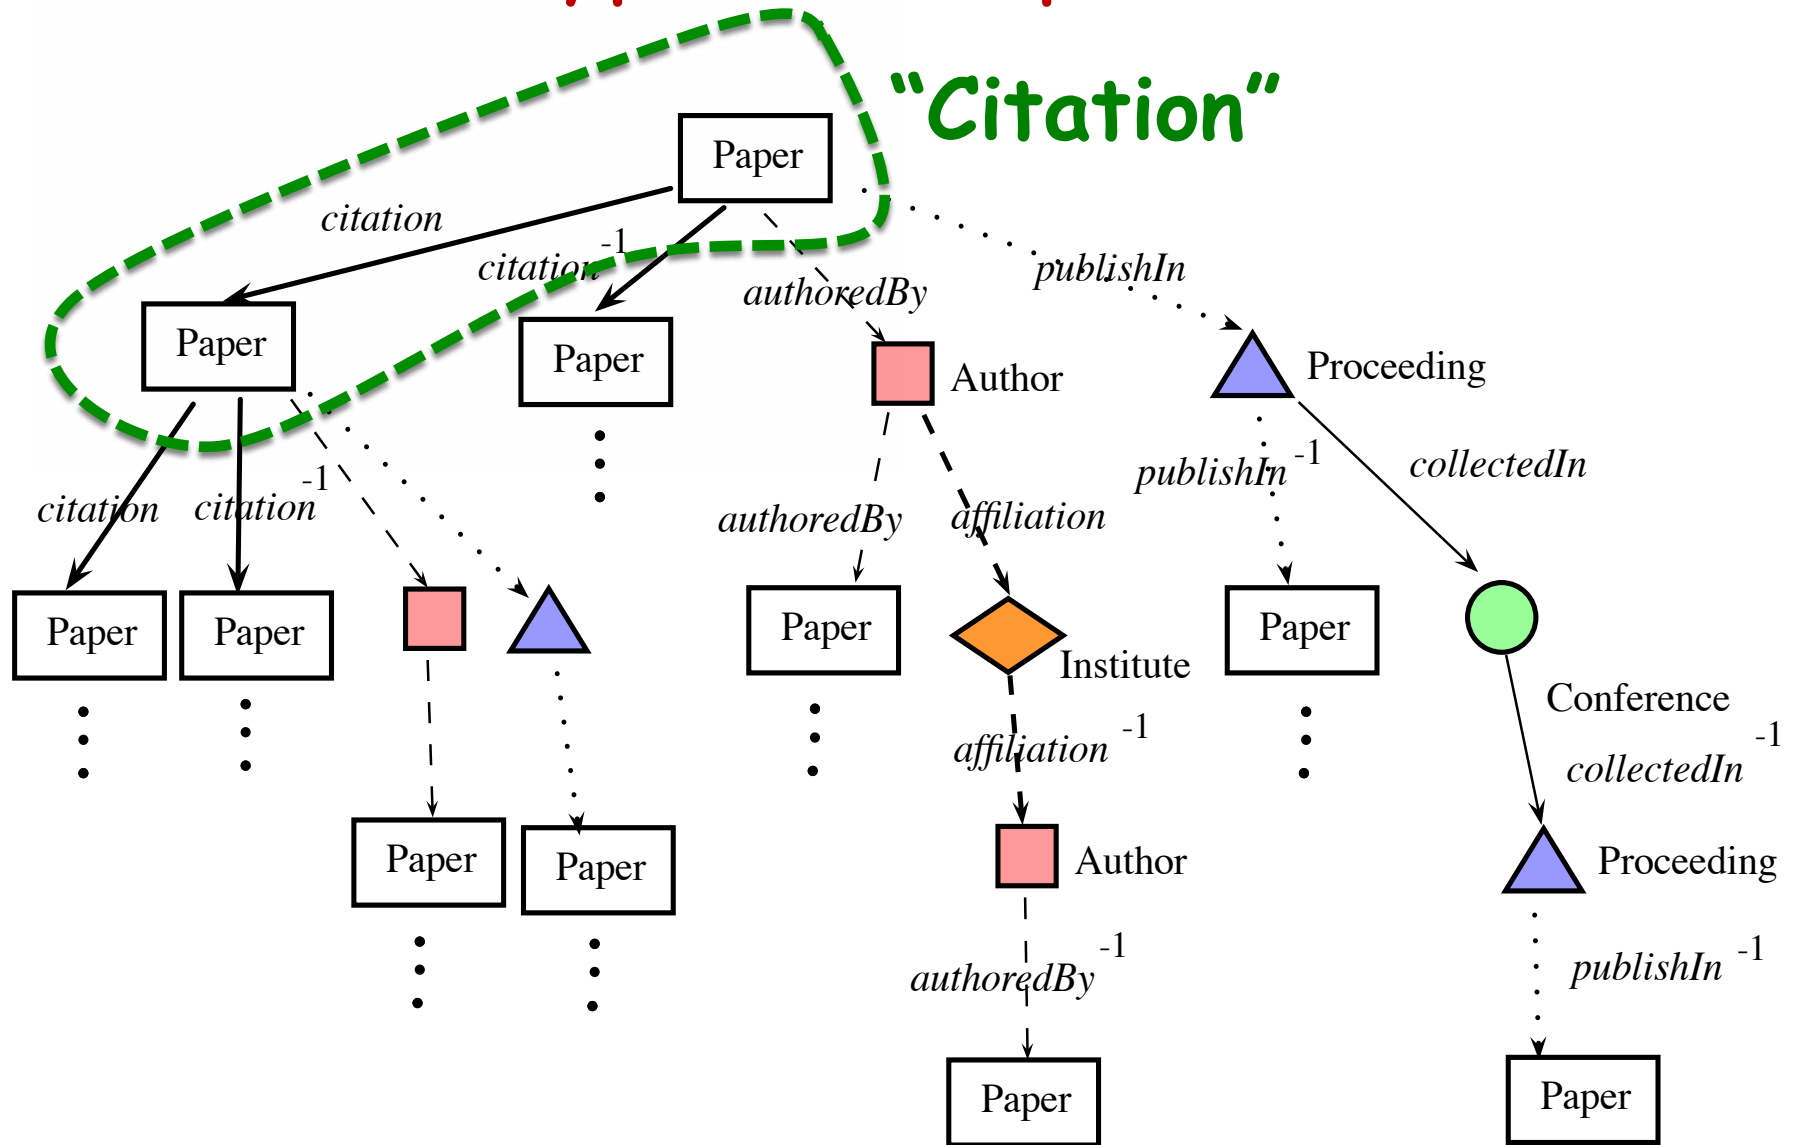 “Citation”
Paper
citation
citation -1
authoredBy
publishIn
Paper
Paper
Author
Proceeding
citation
citation -1
authoredBy
affiliation
publishIn -1
collectedIn
Paper
Paper
Paper
Institute
Paper
Conference
affiliation -1
collectedIn -1
Paper
Paper
Author
Proceeding
authoredBy -1
publishIn -1
Paper
Paper